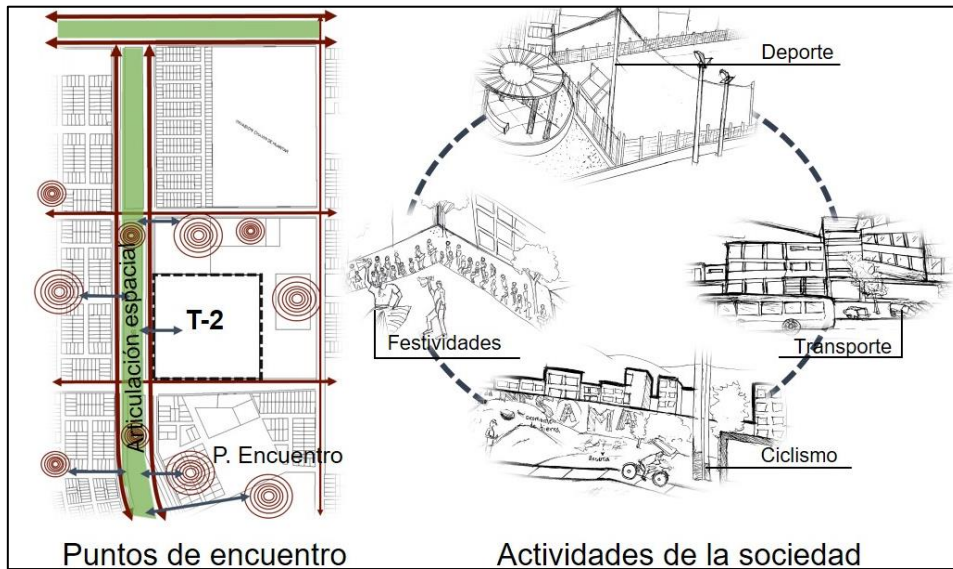 Articulación espacial
T-2
P. Encuentro
Puntos de encuentro
Deporte
Festividades
Transporte
Ciclismo
Actividades de la sociedad